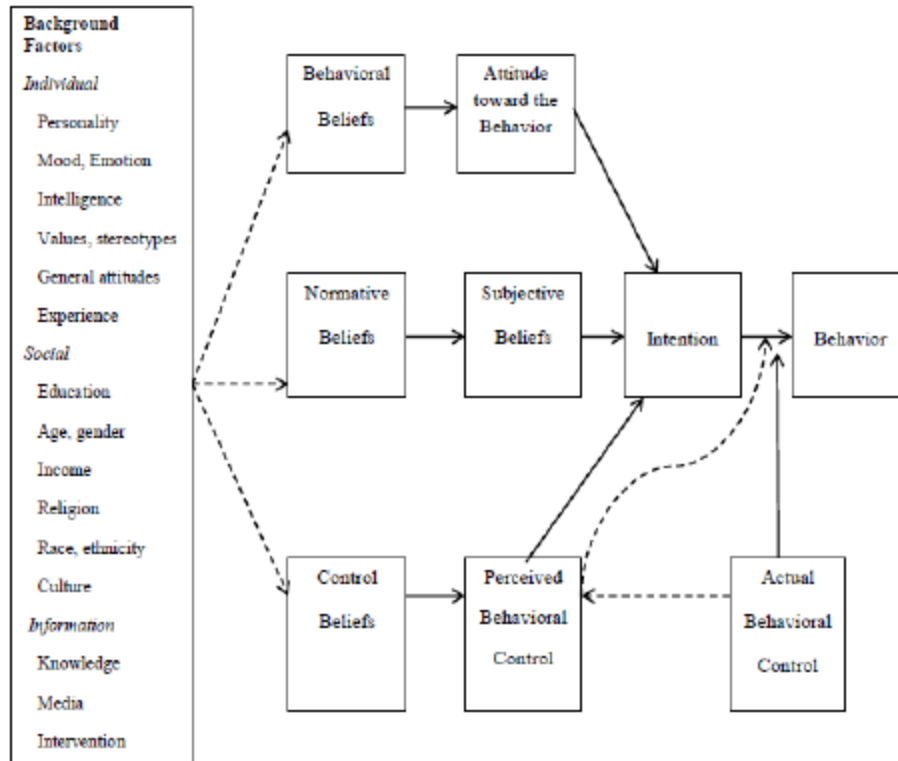 Background
Factors
Individual
Personality
Mood, Emotion
Intelligence
Values, stereotypes
General attitudes
Experience
Social
Education
Age, gender
Income
Religion
Race, ethnicity
Culture
Information
Knowledge
Media
Intervention
Behavioral
Beliefs
Attitude
toward the
Behavior
Normative
Beliefs
Subjective
Beliefs
Intention
Behavior
Control
Beliefs
Perceived
Behavioral
Control
Actual
Behavioral
Control